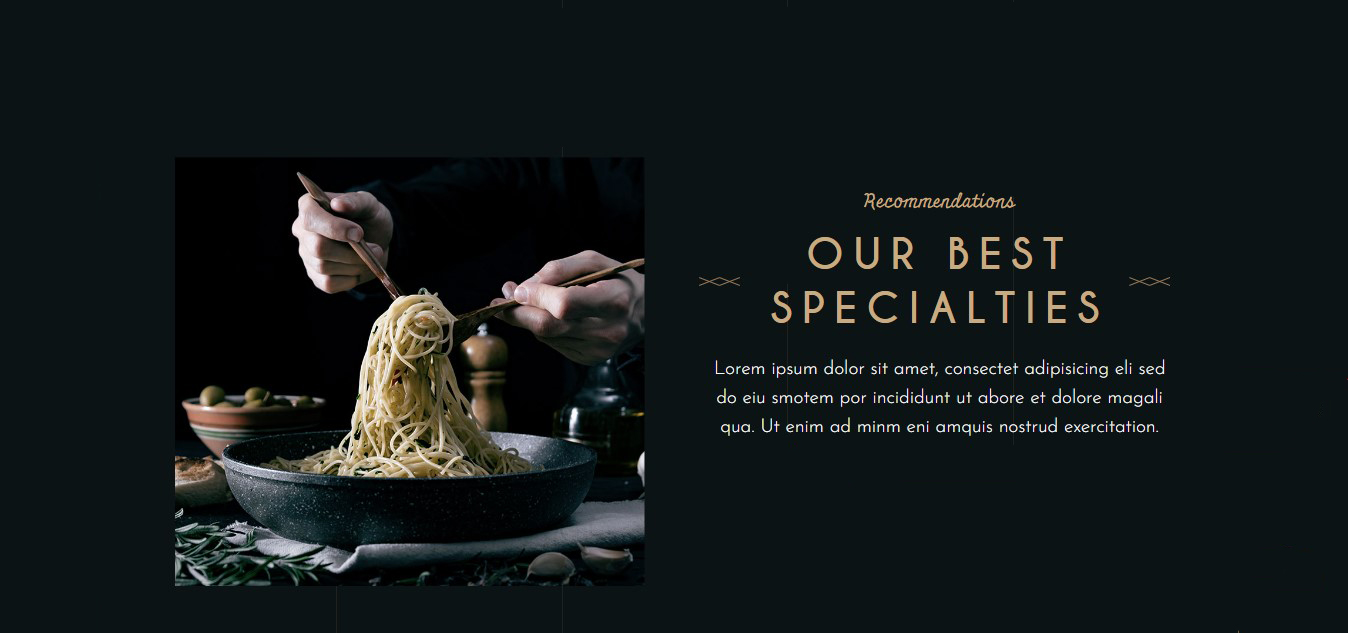 Recommendations
OUR BEST
SPECIALTIES
Lorem ipsum dolor sit amet, consectet adipisicing eli sed
do eiu smotem por incididunt ut abore et dolore magali
qua. Ut enim ad minm eni amquis nostrud exercitation.